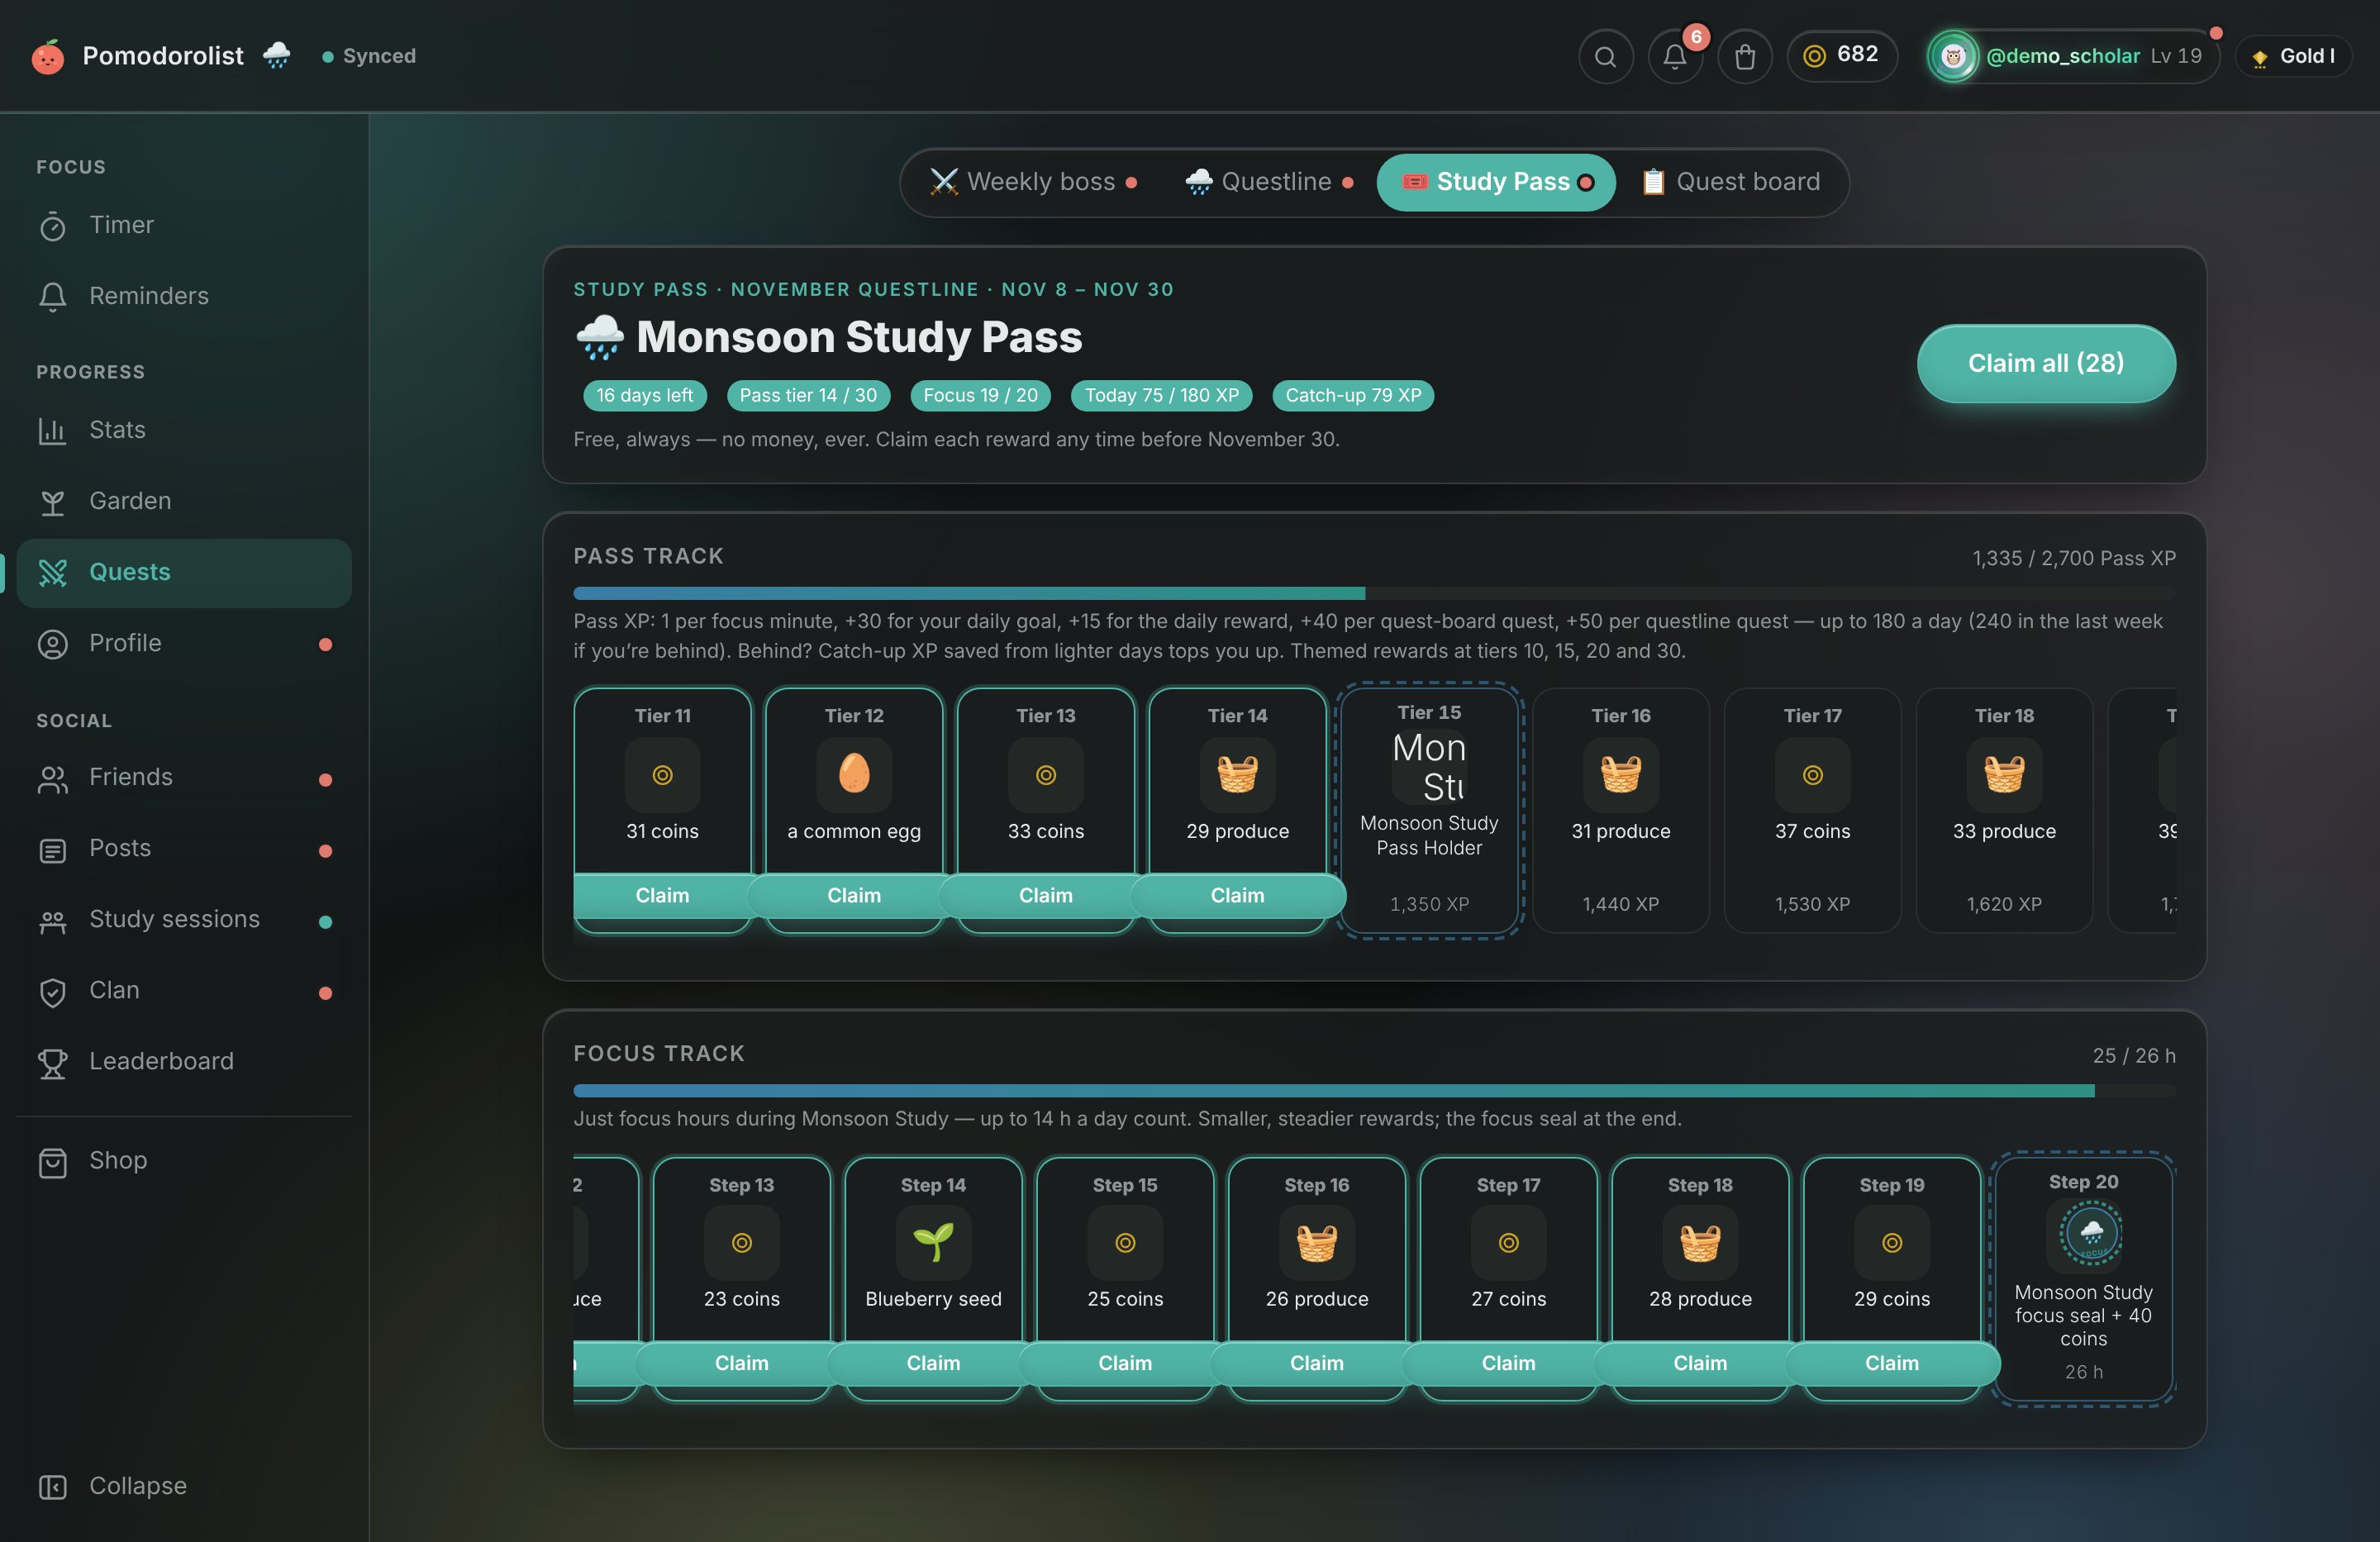 Pomodorolist
Synced
6
682
@demo_scholar Lv 19
Gold I
FOCUS
Timer
Reminders
PROGRESS
Stats
Garden
Quests
Profile
SOCIAL
Friends
Posts
Study sessions
Clan
Leaderboard
Shop
Collapse
Weekly boss
Questline
Study Pass
Quest board
STUDY PASS · NOVEMBER QUESTLINE · NOV 8 – NOV 30
Monsoon Study Pass
16 days left
Pass tier 14 / 30
Focus 19 / 20
Today 75 / 180 XP
Catch-up 79 XP
Free, always — no money, ever. Claim each reward any time before November 30.
Claim all (28)
PASS TRACK
1,335 / 2,700 Pass XP
Pass XP: 1 per focus minute, +30 for your daily goal, +15 for the daily reward, +40 per quest-board quest, +50 per questline quest — up to 180 a day (240 in the last week
if you’re behind). Behind? Catch-up XP saved from lighter days tops you up. Themed rewards at tiers 10, 15, 20 and 30.
Tier 11
31 coins
Claim
Tier 12
a common egg
Claim
Tier 13
33 coins
Claim
Tier 14
29 produce
Claim
Tier 15
Mon
Stu
Monsoon Study
Pass Holder
1,350 XP
Tier 16
31 produce
1,440 XP
Tier 17
37 coins
1,530 XP
Tier 18
33 produce
1,620 XP
T
39
1,7
FOCUS TRACK
25 / 26 h
Just focus hours during Monsoon Study — up to 14 h a day count. Smaller, steadier rewards; the focus seal at the end.
2
uce
Step 13
23 coins
Claim
Step 14
Blueberry seed
Claim
Step 15
25 coins
Claim
Step 16
26 produce
Claim
Step 17
27 coins
Claim
Step 18
28 produce
Claim
Step 19
29 coins
Claim
Step 20
FOCUS
Monsoon Study
focus seal + 40
coins
26 h